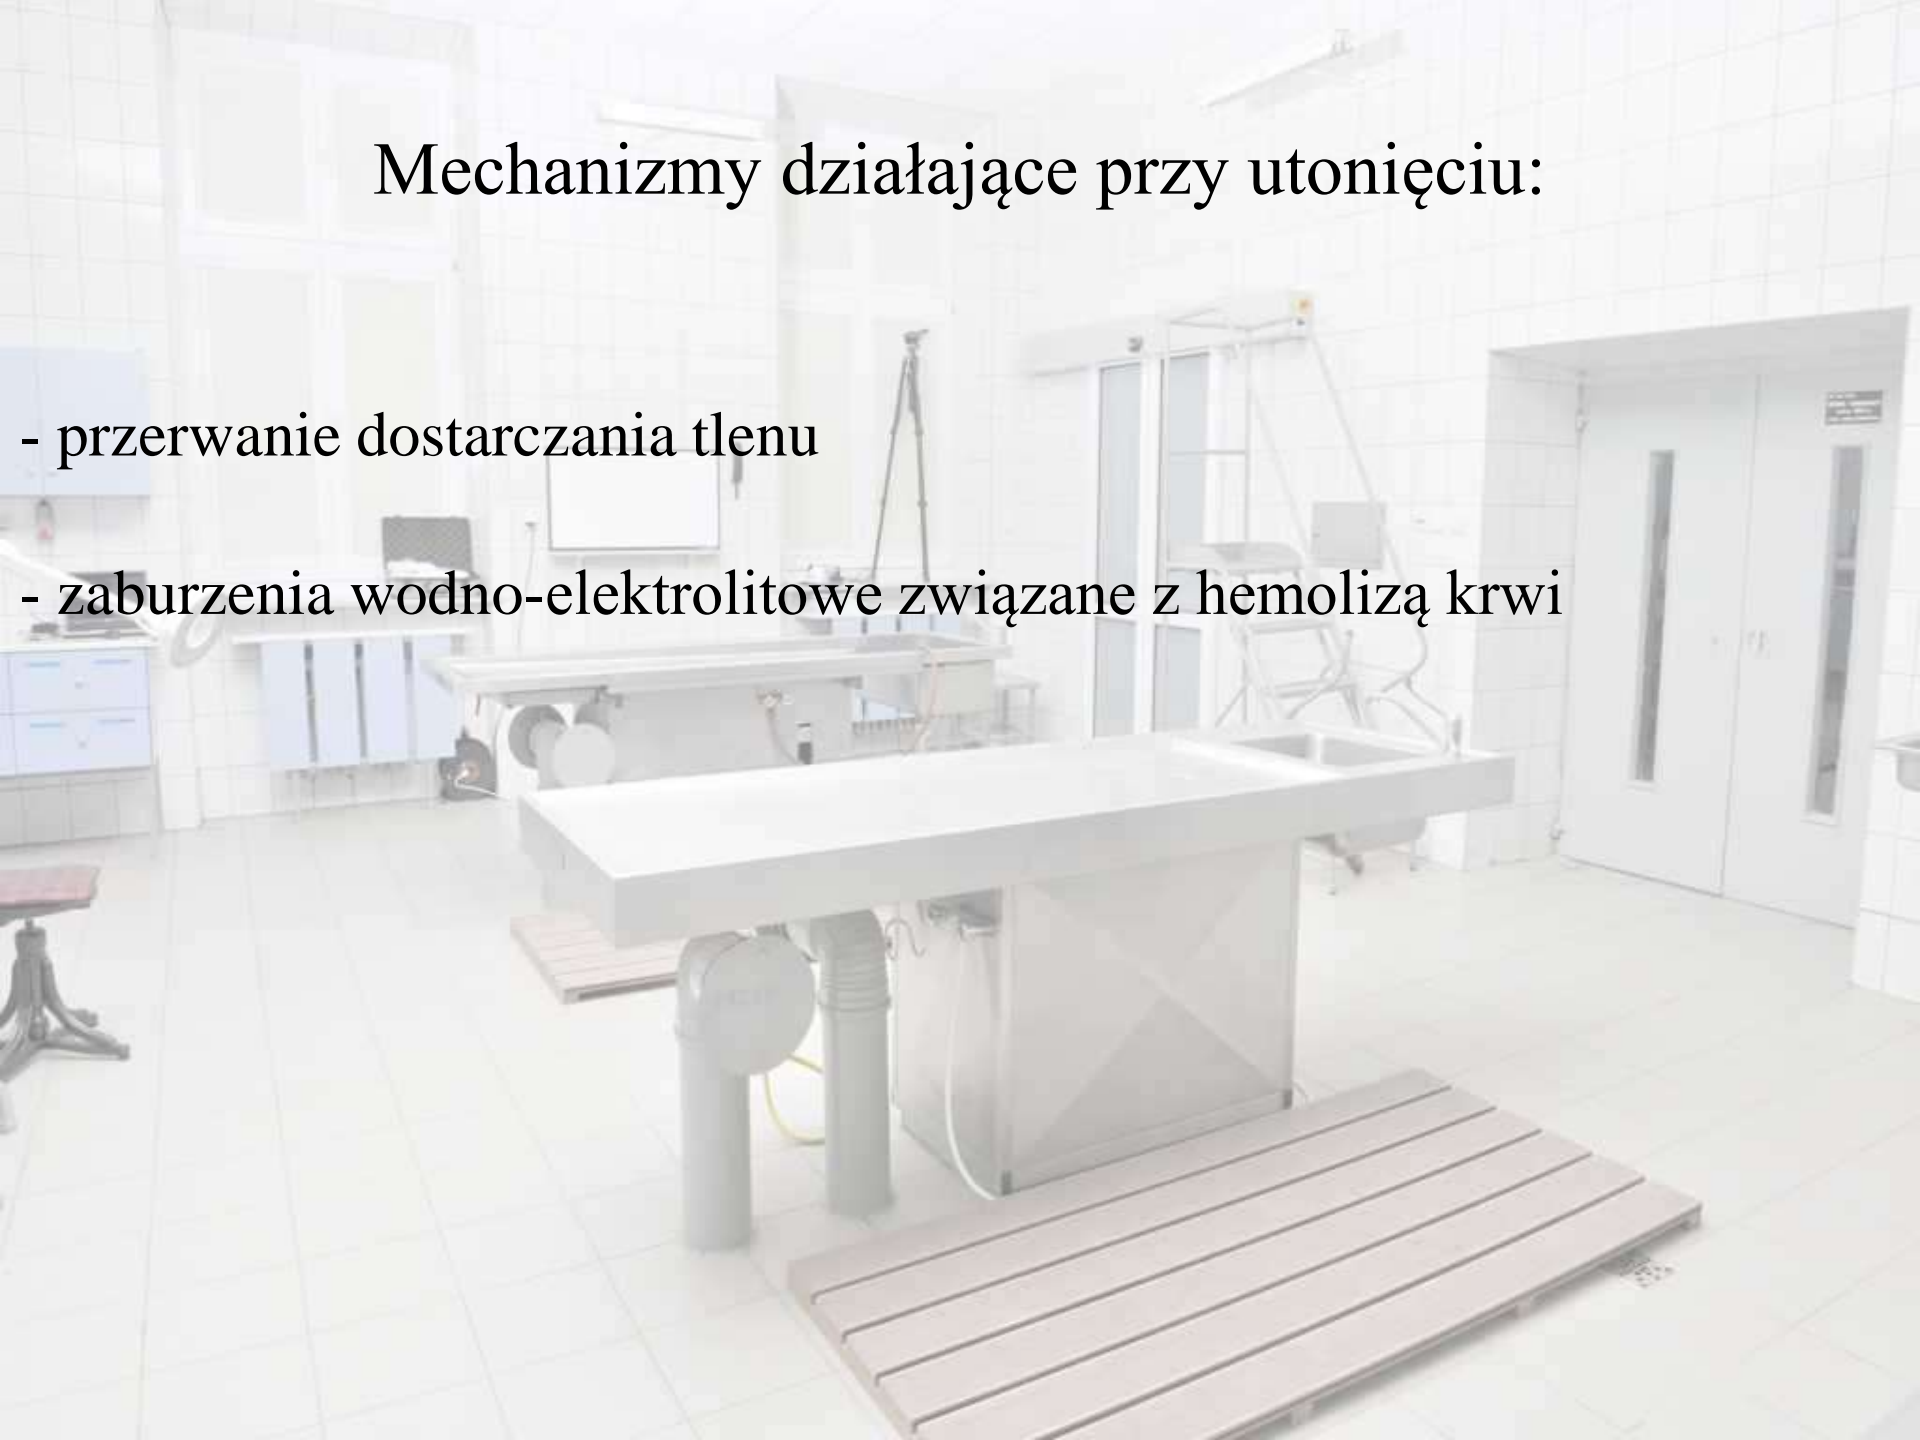 Mechanizmy działające przy utonięciu:
- przerwanie dostarczania tlenu
- zaburzenia wodno-elektrolitowe związane z hemolizą krwi